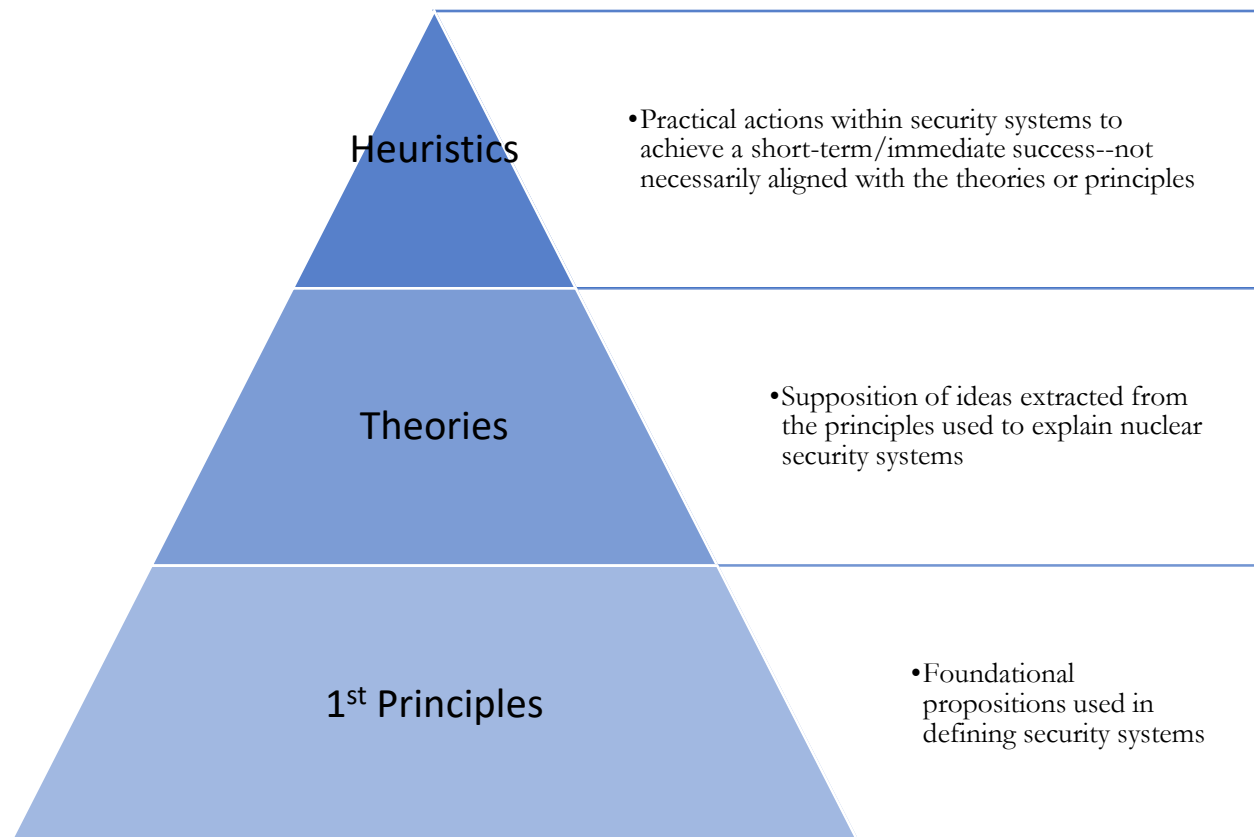 Heuristics
•Practical actions within security systems to
achieve a short-term/immediate success--not
necessarily aligned with the theories or principles
Theories
•Supposition of ideas extracted from
the principles used to explain nuclear
security systems
1st Principles
•Foundational
propositions used in
defining security systems